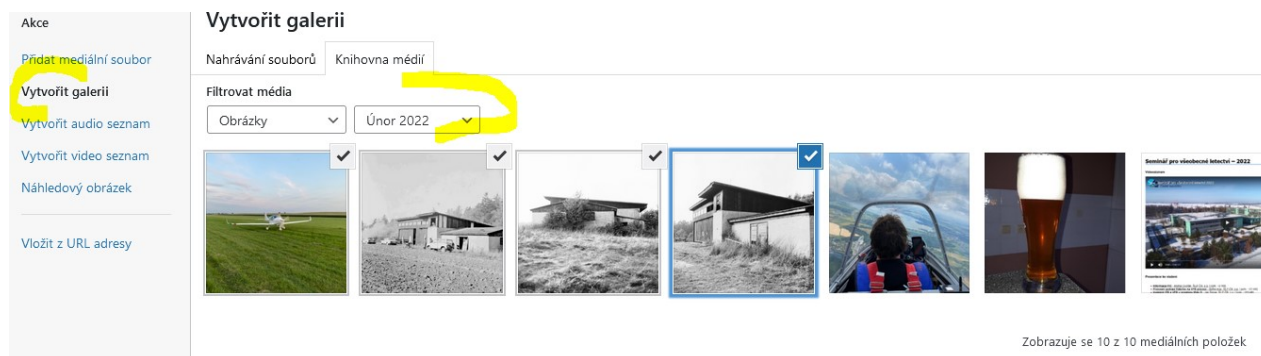 Akce
Přidat mediální soubor
Vytvořit galerii
Vytvořit audio seznam
Vytvořit video seznam
Náhledový obrázek
Vložit z URL adresy
Vytvořit galerii
Nahrávání souborů
Knihovna médií
Filtrovat média
Obrázky
Únor 2022
Seminář pro všeobecné letectví – 2022
Zobrazuje se 10 z 10 mediálních položek